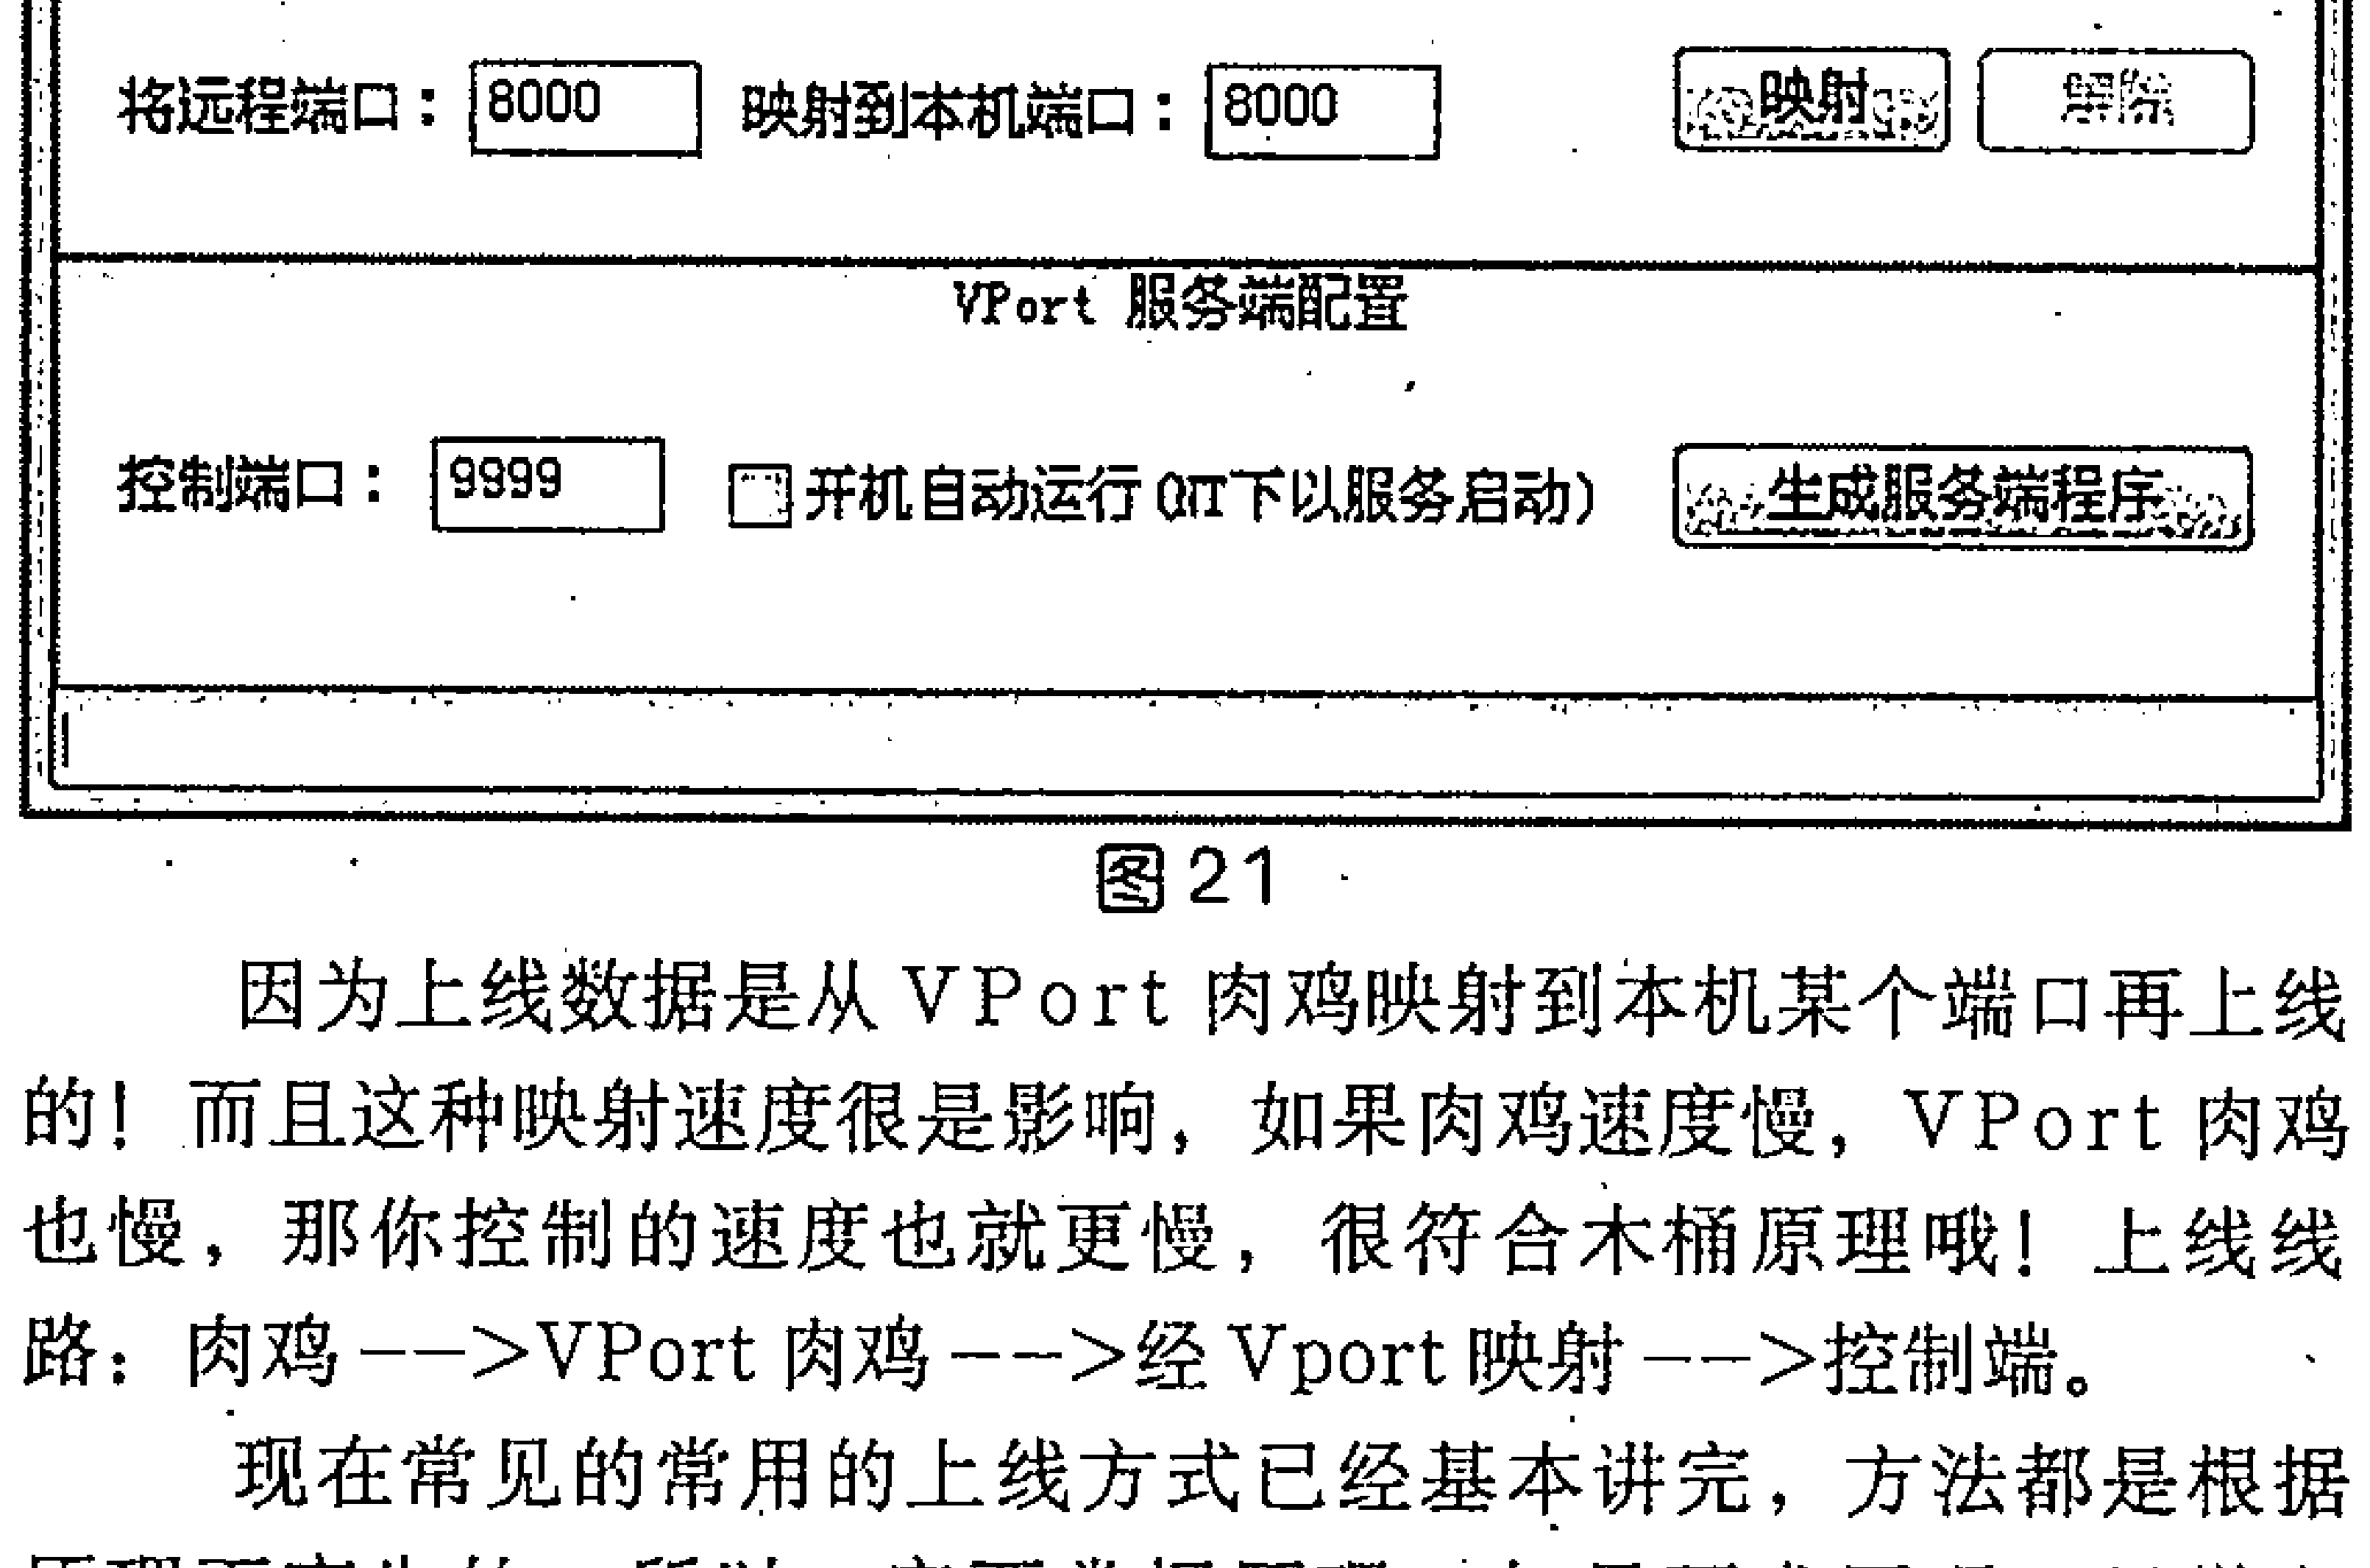 将远程端口： 8000 映射到本机端口： 8000 映射 解除
VPort 服务端配置
控制端口： 9999 开机自动运行(NT下以服务启动) 生成服务端程序
图21
因为上线数据是从VPort肉鸡映射到本机某个端口再上线
的！而且这种映射速度很是影响，如果肉鸡速度慢，VPort肉鸡
也慢，那你控制的速度也就更慢，很符合木桶原理哦！上线线
路：肉鸡-->VPort肉鸡-->经Vport映射-->控制端。
现在常见的常用的上线方式已经基本讲完，方法都是根据